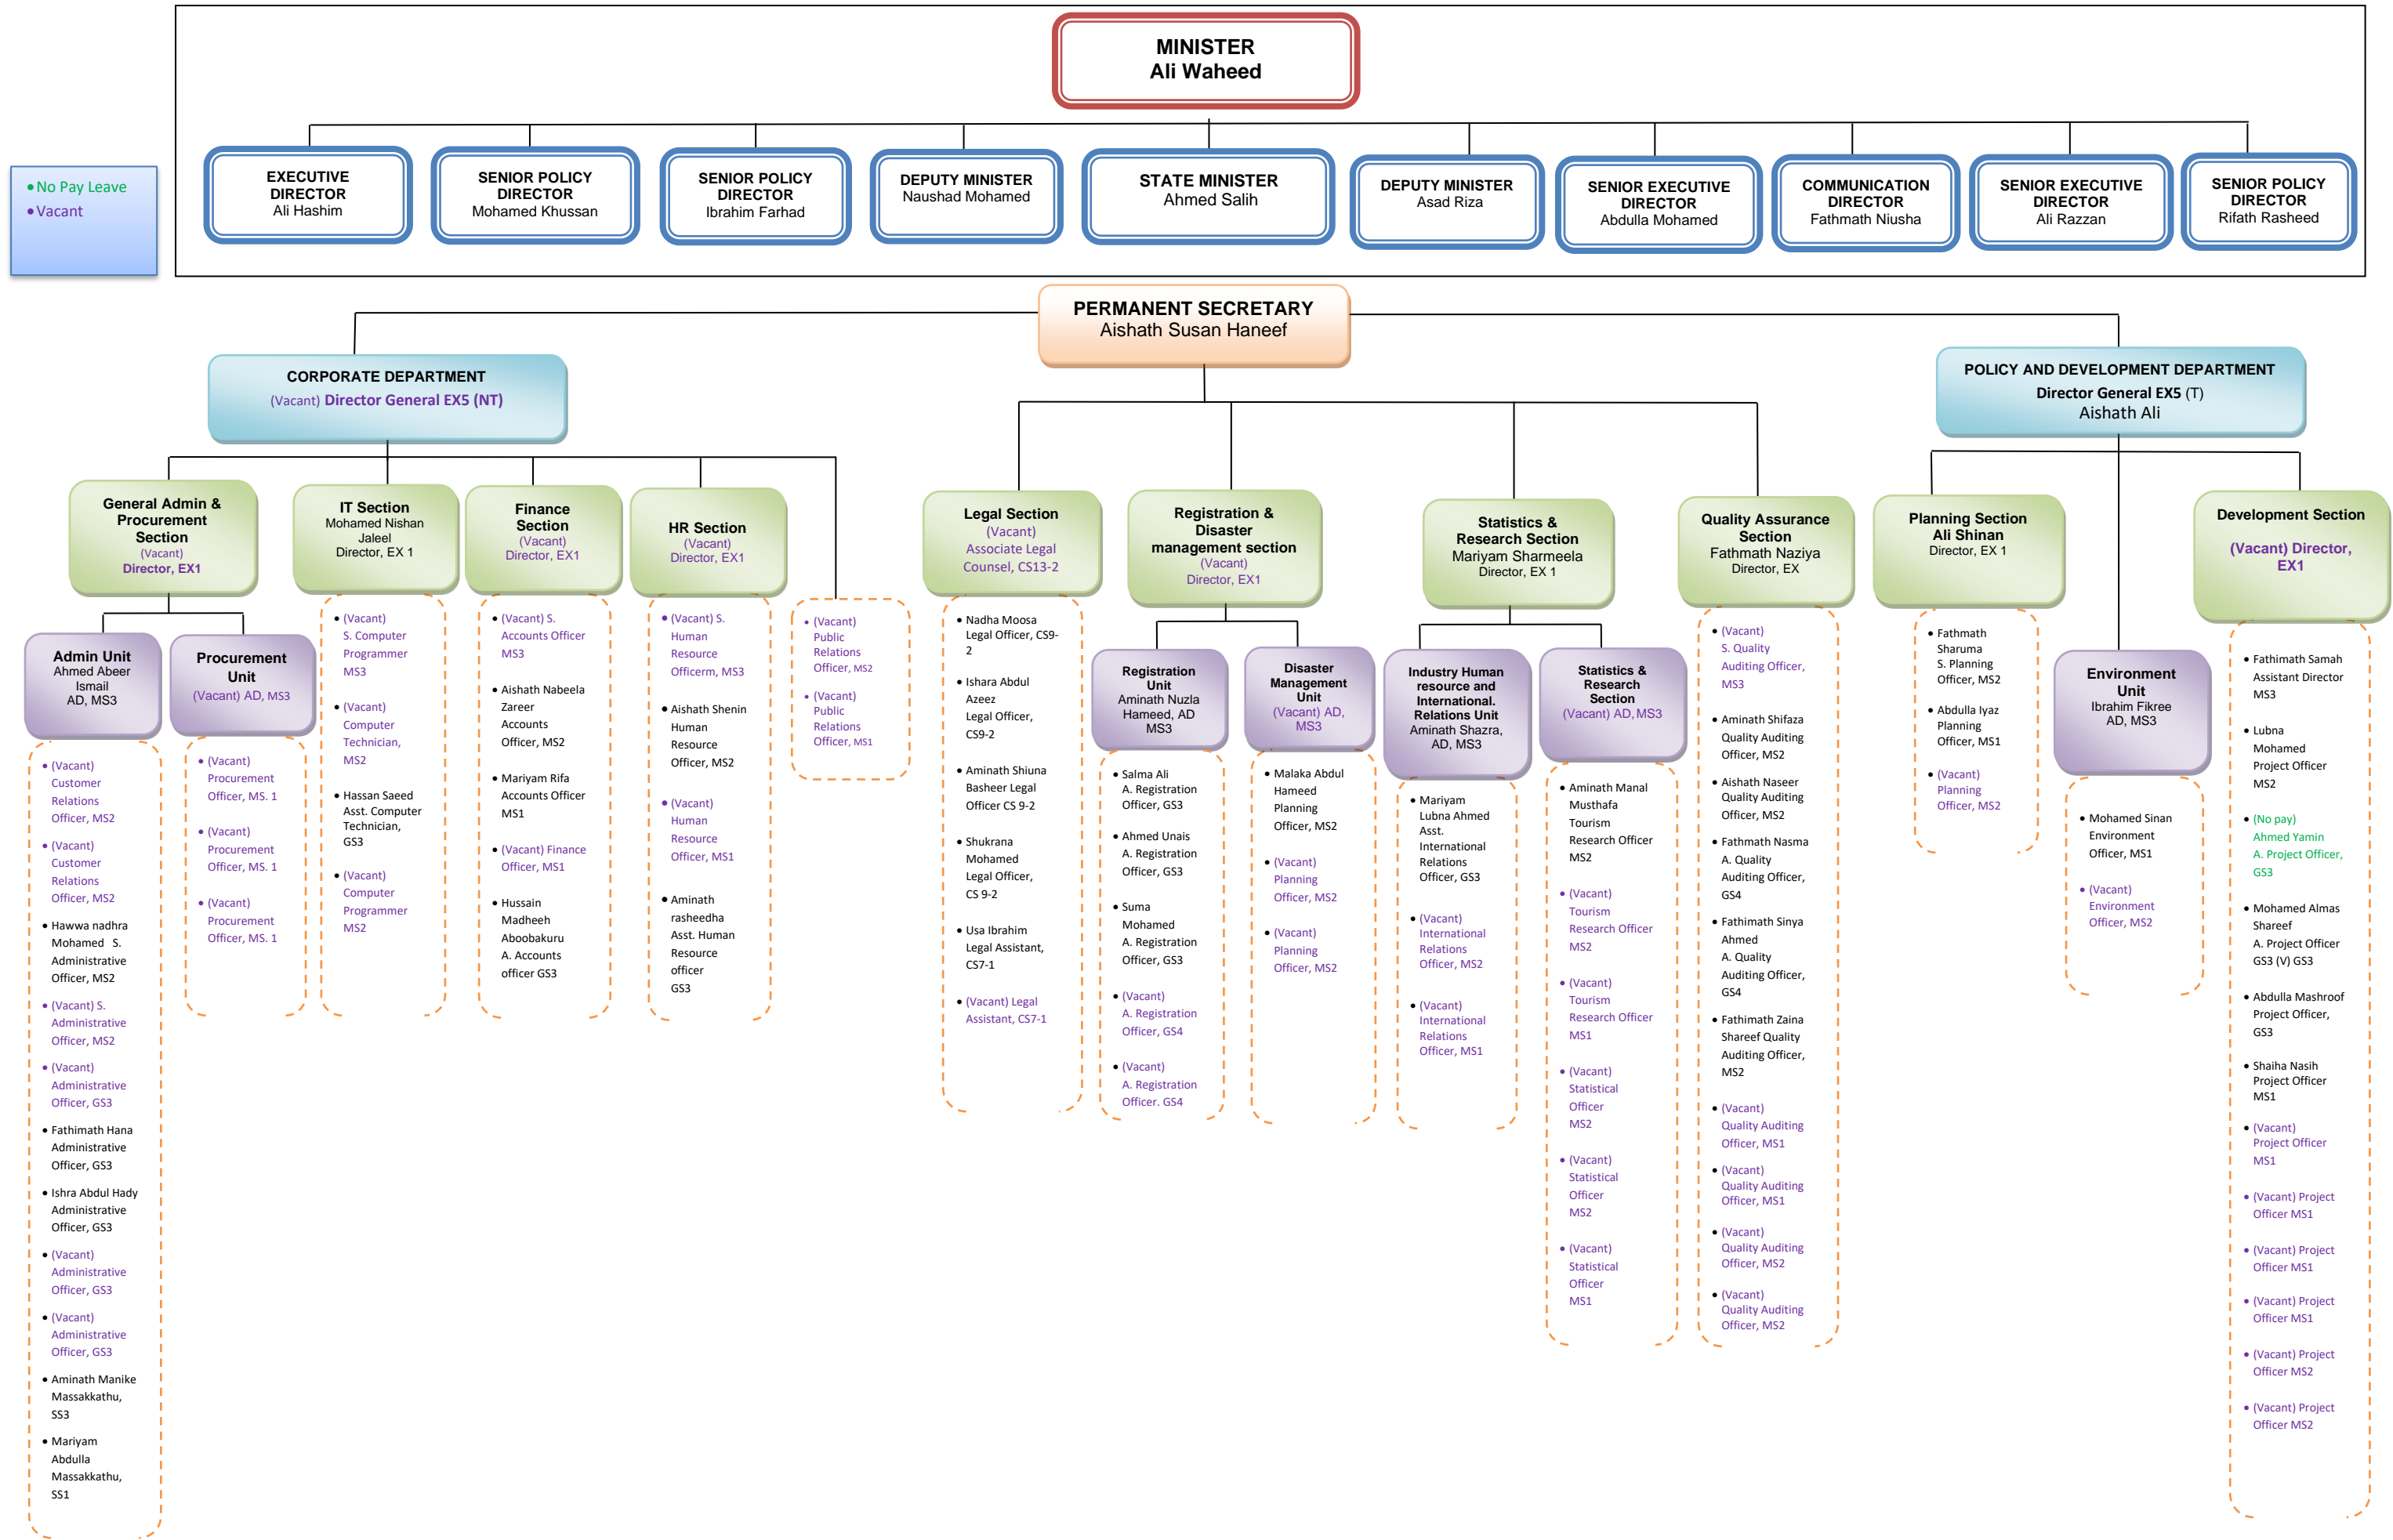 MINISTER
Ali Waheed
EXECUTIVE
DIRECTOR
Ali Hashim
SENIOR POLICY
DIRECTOR
Mohamed Khussan
SENIOR POLICY
DIRECTOR
Ibrahim Farhad
DEPUTY MINISTER
Naushad Mohamed
STATE MINISTER
Ahmed Salih
DEPUTY MINISTER
Asad Riza
SENIOR EXECUTIVE
DIRECTOR
Abdulla Mohamed
COMMUNICATION
DIRECTOR
Fathmath Niusha
SENIOR EXECUTIVE
DIRECTOR
Ali Razzan
SENIOR POLICY
DIRECTOR
Rifath Rasheed
• No Pay Leave
• Vacant
PERMANENT SECRETARY
Aishath Susan Haneef
CORPORATE DEPARTMENT
(Vacant) Director General EX5 (NT)
POLICY AND DEVELOPMENT DEPARTMENT
Director General EX5 (T)
Aishath Ali
General Admin &
Procurement
Section
(Vacant)
Director, EX1
IT Section
Mohamed Nishan
Jaleel
Director, EX 1
Finance
Section
(Vacant)
Director, EX1
HR Section
(Vacant)
Director, EX1
Legal Section
(Vacant)
Associate Legal
Counsel, CS13-2
Registration &
Disaster
management section
(Vacant)
Director, EX1
Statistics &
Research Section
Mariyam Sharmeela
Director, EX 1
Quality Assurance
Section
Fathmath Naziya
Director, EX
Planning Section
Ali Shinan
Director, EX 1
Development Section
(Vacant) Director,
EX1
Admin Unit
Ahmed Abeer
Ismail
AD, MS3
• (Vacant)
Customer
Relations
Officer, MS2
• (Vacant)
Customer
Relations
Officer, MS2
• Hawwa nadhra
Mohamed S.
Administrative
Officer, MS2
• (Vacant) S.
Administrative
Officer, MS2
• (Vacant)
Administrative
Officer, GS3
• Fathimath Hana
Administrative
Officer, GS3
• Ishra Abdul Hady
Administrative
Officer, GS3
• (Vacant)
Administrative
Officer, GS3
• (Vacant)
Administrative
Officer, GS3
• Aminath Manike
Massakkathu,
SS3
• Mariyam
Abdulla
Massakkathu,
SS1
Procurement
Unit
(Vacant) AD, MS3
• (Vacant)
Procurement
Officer, MS. 1
• (Vacant)
Procurement
Officer, MS. 1
• (Vacant)
Procurement
Officer, MS. 1
• (Vacant)
S. Computer
Programmer
MS3
• (Vacant)
Computer
Technician,
MS2
• Hassan Saeed
Asst. Computer
Technician,
GS3
• (Vacant)
Computer
Programmer
MS2
• (Vacant) S.
Accounts Officer
MS3
• Aishath Nabeela
Zareer
Accounts
Officer, MS2
• Mariyam Rifa
Accounts Officer
MS1
• (Vacant) Finance
Officer, MS1
• Hussain
Madheeh
Aboobakuru
A. Accounts
officer GS3
• (Vacant) S.
Human
Resource
Officerm, MS3
• Aishath Shenin
Human
Resource
Officer, MS2
• (Vacant)
Human
Resource
Officer, MS1
• Aminath
rasheedha
Asst. Human
Resource
officer
GS3
• (Vacant)
Public
Relations
Officer, MS2
• (Vacant)
Public
Relations
Officer, MS1
• Nadha Moosa
Legal Officer, CS9-
2
• Ishara Abdul
Azeez
Legal Officer,
CS9-2
• Aminath Shiuna
Basheer Legal
Officer CS 9-2
• Shukrana
Mohamed
Legal Officer,
CS 9-2
• Usa Ibrahim
Legal Assistant,
CS7-1
• (Vacant) Legal
Assistant, CS7-1
Registration
Unit
Aminath Nuzla
Hameed, AD
MS3
• Salma Ali
A. Registration
Officer, GS3
• Ahmed Unais
A. Registration
Officer, GS3
• Suma
Mohamed
A. Registration
Officer, GS3
• (Vacant)
A. Registration
Officer, GS4
• (Vacant)
A. Registration
Officer. GS4
Disaster
Management
Unit
(Vacant) AD,
MS3
• Malaka Abdul
Hameed
Planning
Officer, MS2
• (Vacant)
Planning
Officer, MS2
• (Vacant)
Planning
Officer, MS2
Industry Human
resource and
International.
Relations Unit
Aminath Shazra,
AD, MS3
• Mariyam
Lubna Ahmed
Asst.
International
Relations
Officer, GS3
• (Vacant)
International
Relations
Officer, MS2
• (Vacant)
International
Relations
Officer, MS1
Statistics &
Research
Section
(Vacant) AD, MS3
• Aminath Manal
Musthafa
Tourism
Research Officer
MS2
• (Vacant)
Tourism
Research Officer
MS2
• (Vacant)
Tourism
Research Officer
MS1
• (Vacant)
Statistical
Officer
MS2
• (Vacant)
Statistical
Officer
MS2
• (Vacant)
Statistical
Officer
MS1
• (Vacant)
S. Quality
Auditing Officer,
MS3
• Aminath Shifaza
Quality Auditing
Officer, MS2
• Aishath Naseer
Quality Auditing
Officer, MS2
• Fathmath Nasma
A. Quality
Auditing Officer,
GS4
• Fathimath Sinya
Ahmed
A. Quality
Auditing Officer,
GS4
• Fathimath Zaina
Shareef Quality
Auditing Officer,
MS2
• (Vacant)
Quality Auditing
Officer, MS1
• (Vacant)
Quality Auditing
Officer, MS1
• (Vacant)
Quality Auditing
Officer, MS2
• (Vacant)
Quality Auditing
Officer, MS2
• Fathmath
Sharuma
S. Planning
Officer, MS2
• Abdulla Iyaz
Planning
Officer, MS1
• (Vacant)
Planning
Officer, MS2
Environment
Unit
Ibrahim Fikree
AD, MS3
• Mohamed Sinan
Environment
Officer, MS1
• (Vacant)
Environment
Officer, MS2
• Fathimath Samah
Assistant Director
MS3
• Lubna
Mohamed
Project Officer
MS2
• (No pay)
Ahmed Yamin
A. Project Officer,
GS3
• Mohamed Almas
Shareef
A. Project Officer
GS3 (V) GS3
• Abdulla Mashroof
Project Officer,
GS3
• Shaiha Nasih
Project Officer
MS1
• (Vacant)
Project Officer
MS1
• (Vacant) Project
Officer MS1
• (Vacant) Project
Officer MS1
• (Vacant) Project
Officer MS1
• (Vacant) Project
Officer MS2
• (Vacant) Project
Officer MS2